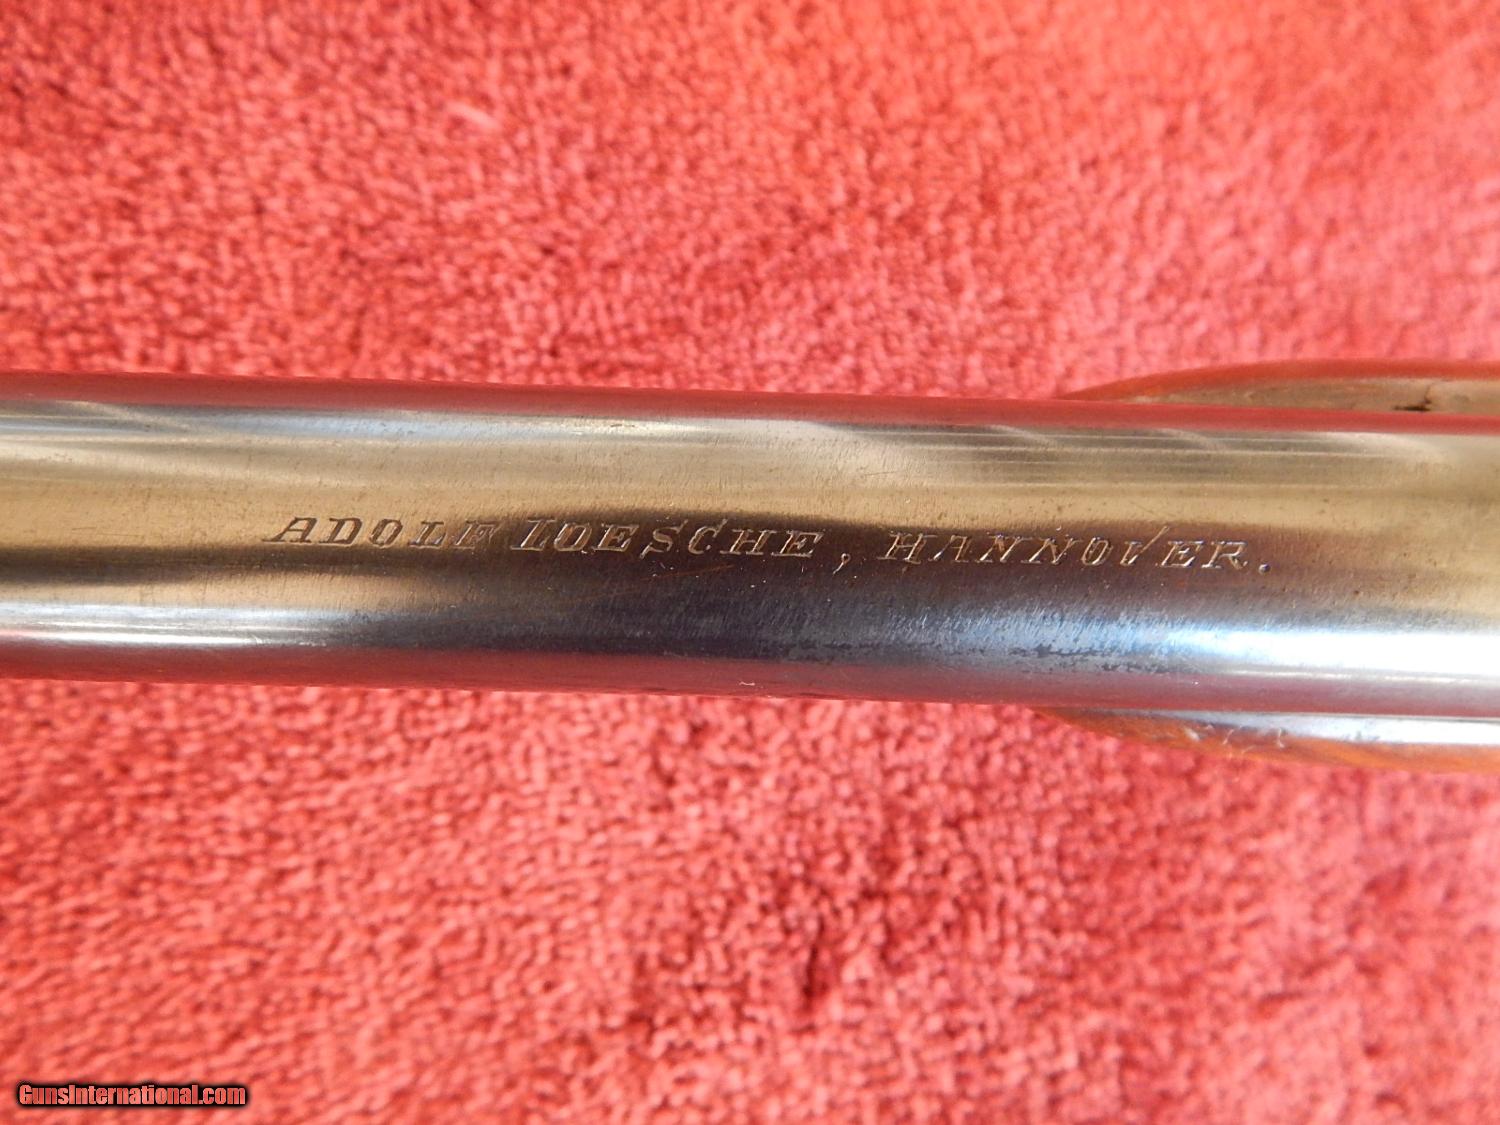 ADOLF LOESCHE, HANNOVER.
GunsInternational.com